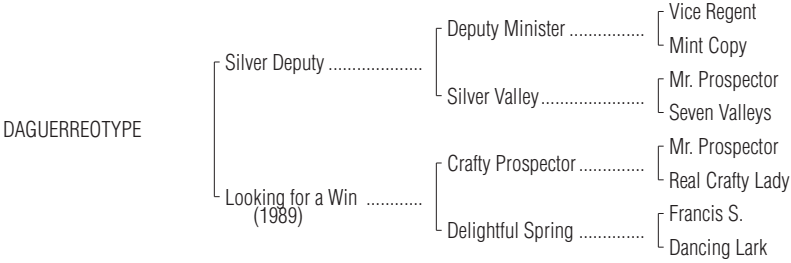 Vice Regent
Deputy Minister ................
Mint Copy
Silver Deputy ....................
Mr. Prospector
Silver Valley......................
Seven Valleys
DAGUERREOTYPE
Mr. Prospector
Crafty Prospector..............
Real Crafty Lady
Looking for a Win ............
(1989)
Francis S.
Delightful Spring ..............
Dancing Lark